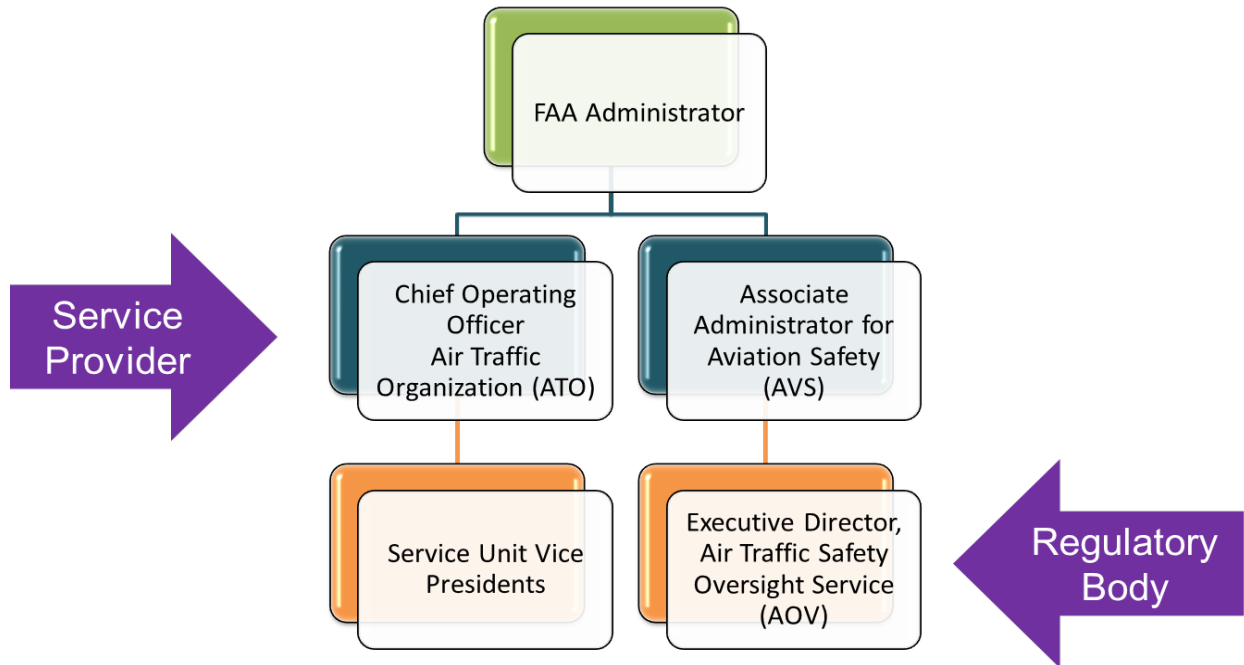 FAA Administrator
Service
Provider
Chief Operating
Officer
Air Traffic
Organization (ATO)
Associate
Administrator for
Aviation Safety
(AVS)
Service Unit Vice
Presidents
Executive Director,
Air Traffic Safety
Oversight Service
(AOV)
Regulatory
Body